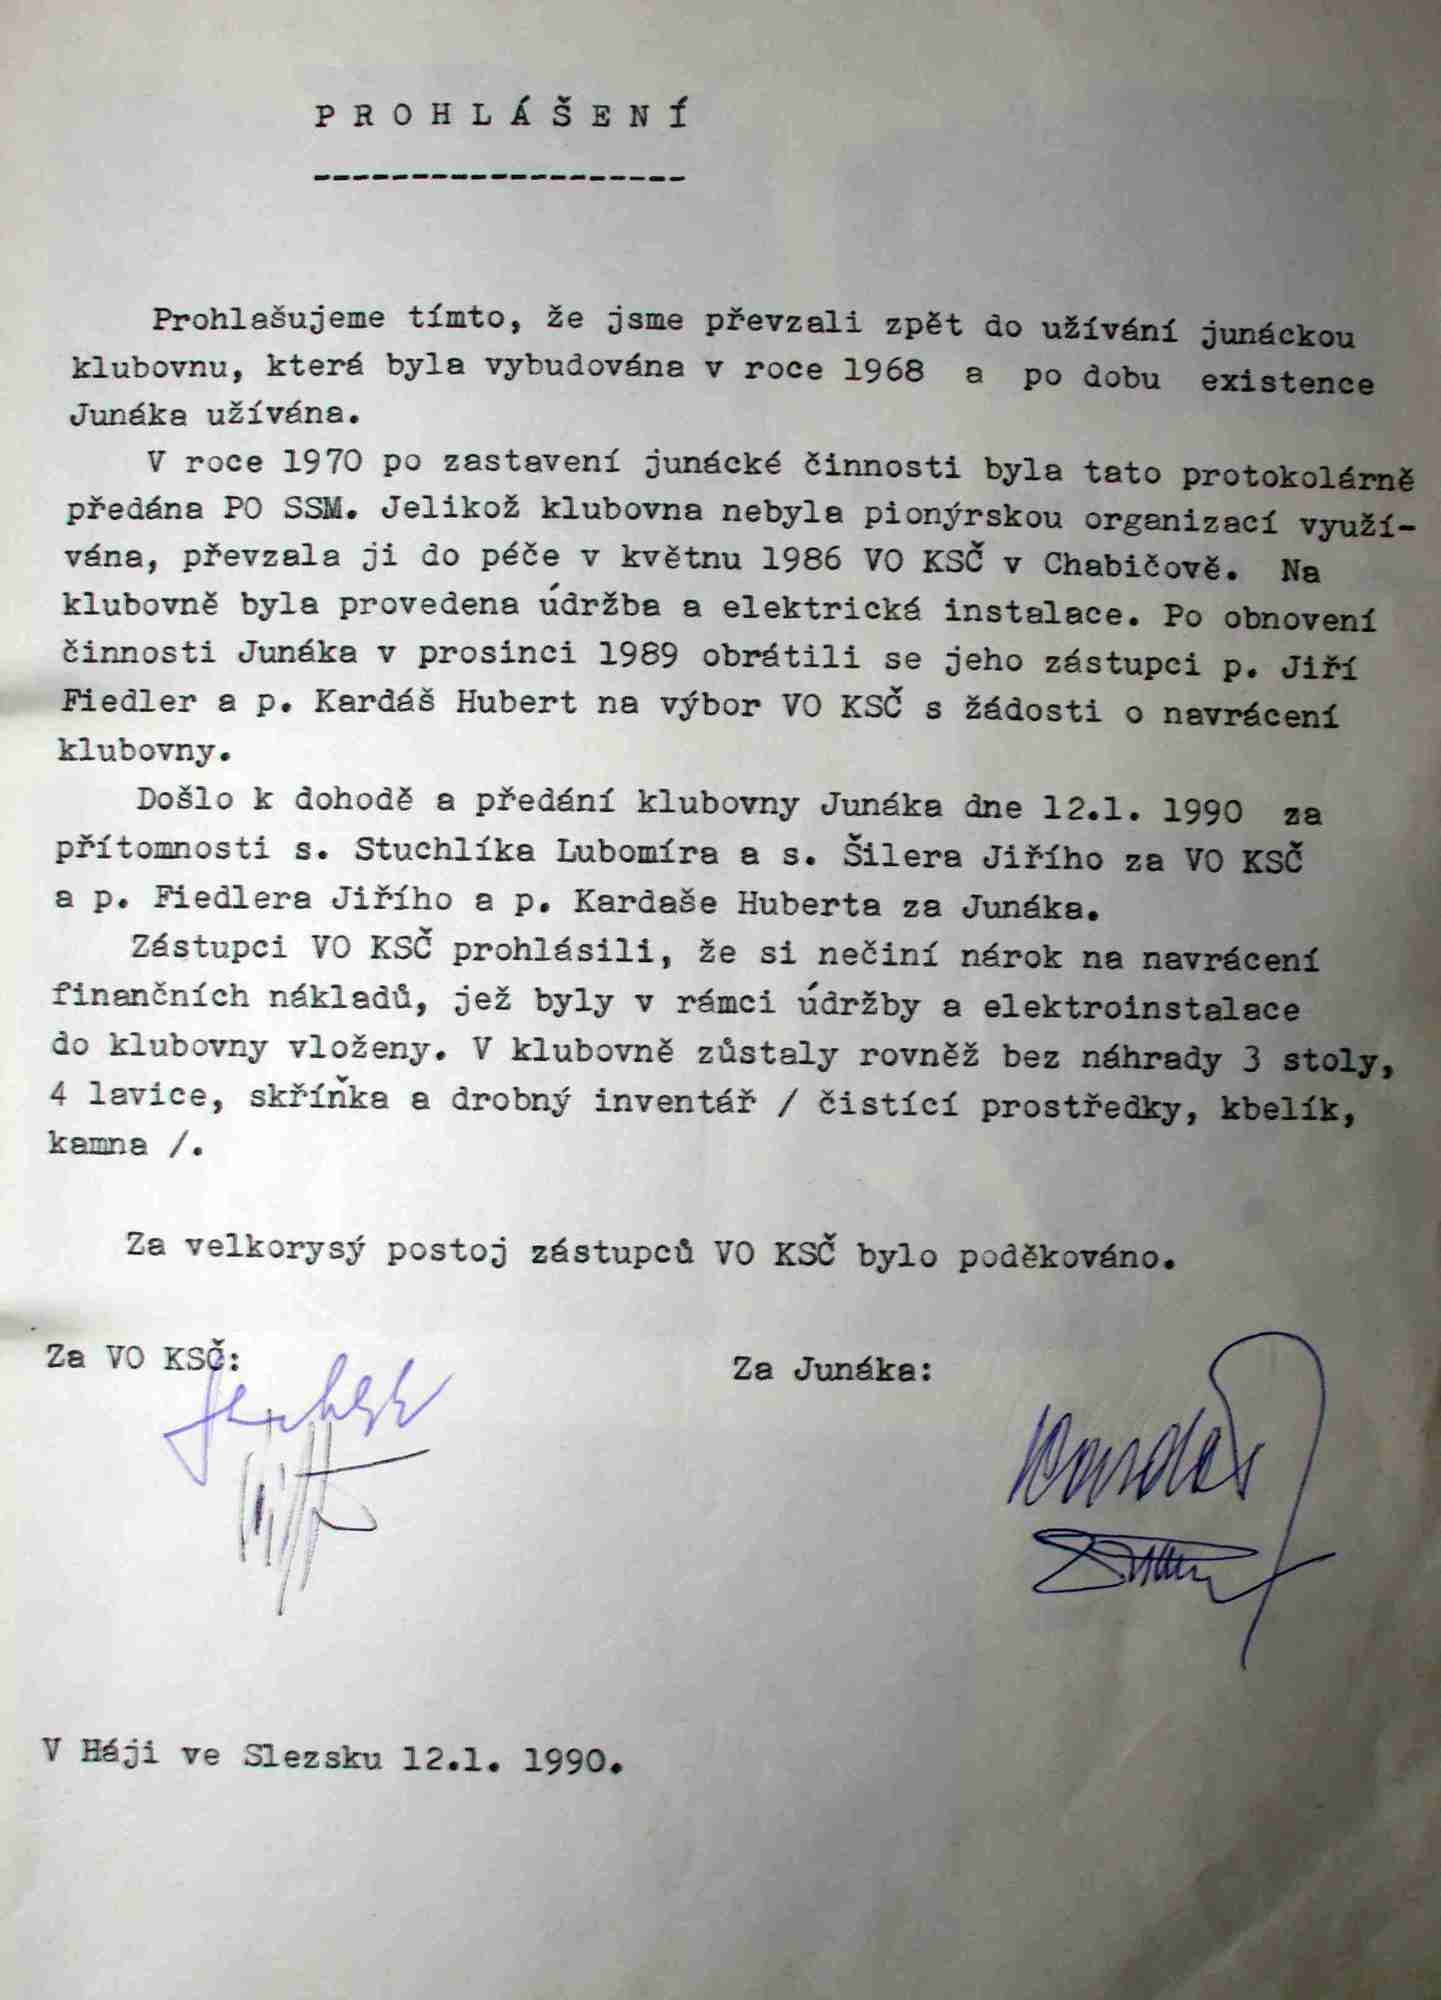 PROHLÁŠENÍ
-------------------
Prohlašujeme tímto, že jsme převzali zpět do užívání junáckou
klubovnu, která byla vybudována v roce 1968 a po dobu existence
Junáka užívána.
V roce 1970 po zastavení junácké činnosti byla tato protokolárně
předána PO SSM. Jelikož klubovna nebyla pionýrskou organizací využí-
vána, převzala ji do péče v květnu 1986 VO KSČ v Chabičově. Na
klubovně byla provedena údržba a elektrická instalace. Po obnovení
činnosti Junáka v prosinci 1989 obrátili se jeho zástupci p. Jiří
Fiedler a p. Kardáš Hubert na výbor VO KSČ s žádosti o navrácení
klubovny.
Došlo k dohodě a předání klubovny Junáka dne 12.1. 1990 za
přítomnosti s. Stuchlíka Lubomíra a s. Šilera Jiřího za VO KSČ
a p. Fiedlera Jiřího a p. Kardaše Huberta za Junáka.
Zástupci VO KSČ prohlásili, že si nečiní nárok na navrácení
finančních nákladů, jež byly v rámci údržby a elektroinstalace
do klubovny vloženy. V klubovně zůstaly rovněž bez náhrady 3 stoly,
4 lavice, skříňka a drobný inventář / čistící prostředky, kbelík,
kamna /.
Za velkorysý postoj zástupců VO KSČ bylo poděkováno.
Za VO KSČ:
Za Junáka:
Kardaš
V Háji ve Slezsku 12.1. 1990.